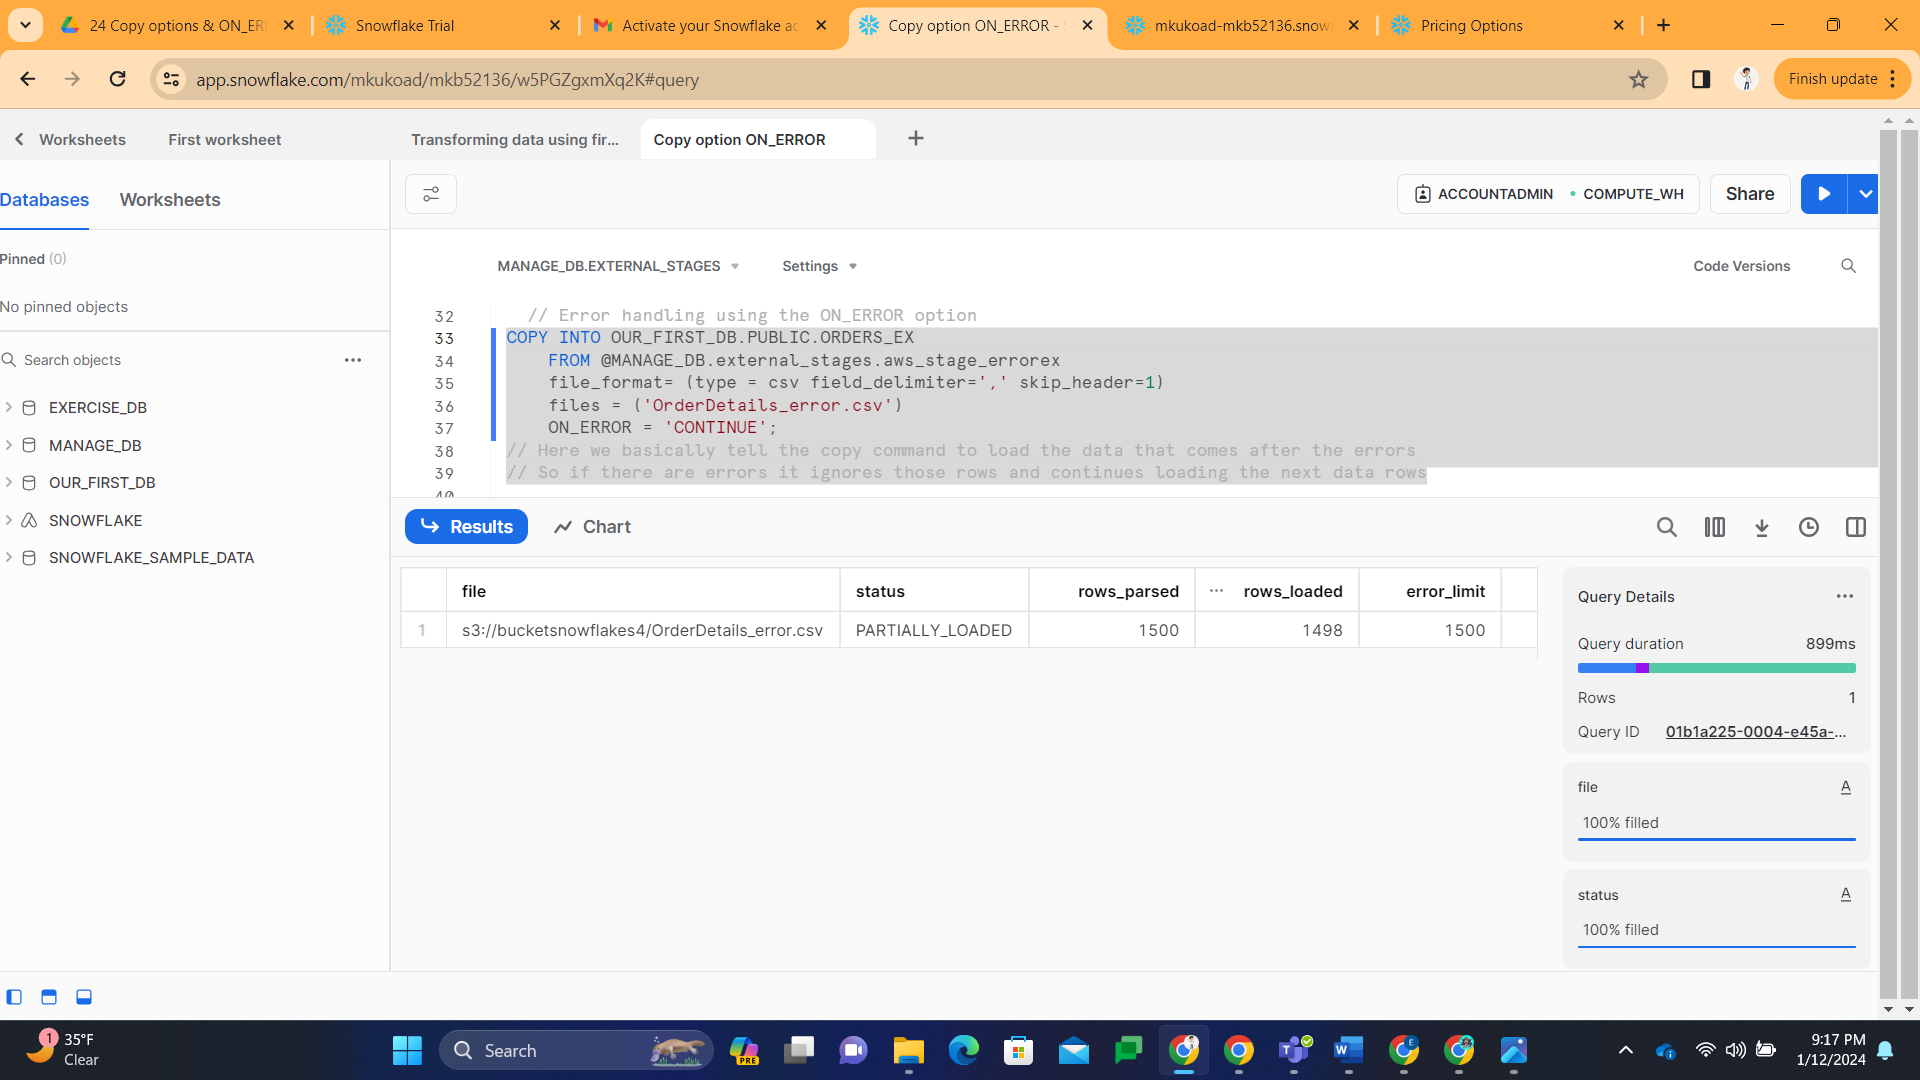 24 Copy options & ON_ER
Snowflake Trial
Activate your Snowflake ac
Copy option ON_ERROR - S
mkukoad-mkb52136.snowf
Pricing Options
app.snowflake.com/mkukoad/mkb52136/w5PGZgxmXq2K#query
Finish update
Worksheets
First worksheet
Transforming data using fir...
Copy option ON_ERROR
Databases
Worksheets
ACCOUNTADMIN
COMPUTE_WH
Share
Pinned (0)
No pinned objects
Search objects
EXERCISE_DB
MANAGE_DB
OUR_FIRST_DB
SNOWFLAKE
SNOWFLAKE_SAMPLE_DATA
MANAGE_DB.EXTERNAL_STAGES
Settings
Code Versions
32 // Error handling using the ON_ERROR option
33 COPY INTO OUR_FIRST_DB.PUBLIC.ORDERS_EX
34 FROM @MANAGE_DB.external_stages.aws_stage_errorex
35 file_format= (type = csv field_delimiter=',' skip_header=1)
36 files = ('OrderDetails_error.csv')
37 ON_ERROR = 'CONTINUE';
38 // Here we basically tell the copy command to load the data that comes after the errors
39 // So if there are errors it ignores those rows and continues loading the next data rows
40
Results
Chart
file status rows_parsed ... rows_loaded error_limit
1 s3://bucketsnowflakes4/OrderDetails_error.csv PARTIALLY_LOADED 1500 1498 1500
Query Details
Query duration 899ms
Rows 1
Query ID 01b1a225-0004-e45a-...
file A
100% filled
status A
100% filled
1
35°F
Clear
Search
PRE
9:17 PM
1/12/2024